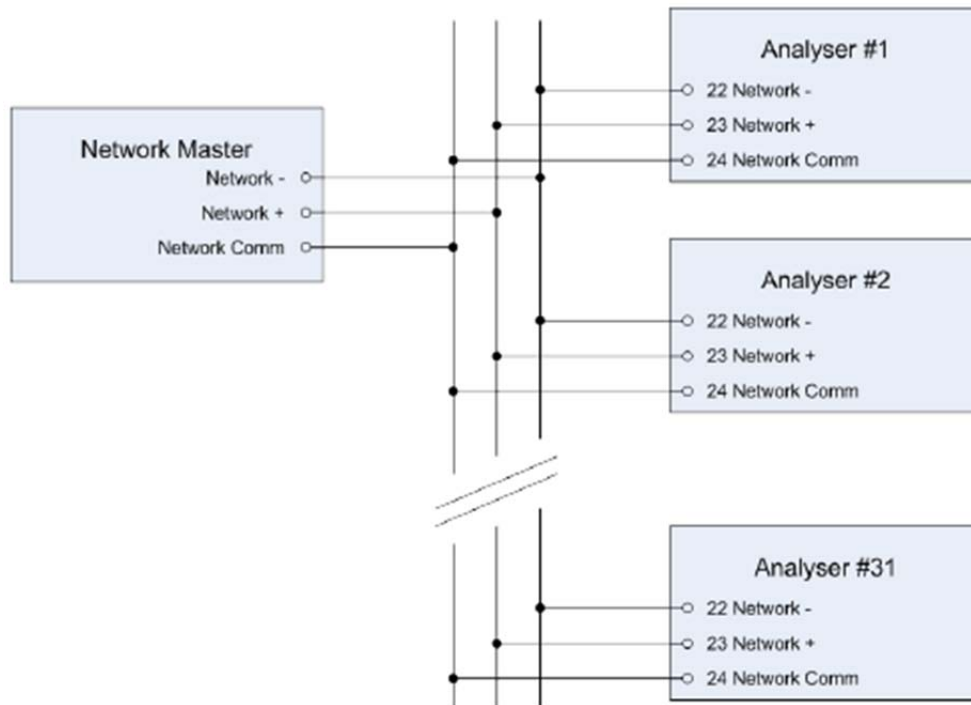 Network Master
Network -
Network +
Network Comm
Analyser #1
22 Network -
23 Network +
24 Network Comm
Analyser #2
22 Network -
23 Network +
24 Network Comm
Analyser #31
22 Network -
23 Network +
24 Network Comm